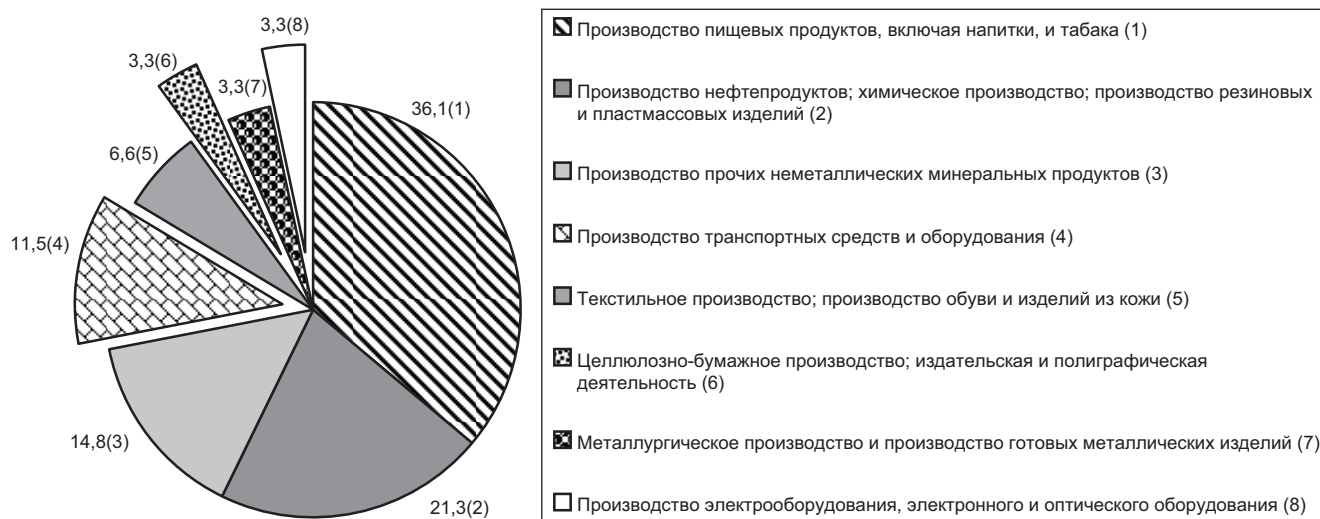 3,3(8)
3,3(6)
3,3(7)
36,1(1)
6,6(5)
11,5(4)
14,8(3)
21,3(2)
Производство пищевых продуктов, включая напитки, и табака (1)
Производство нефтепродуктов; химическое производство; производство резиновых
и пластмассовых изделий (2)
Производство прочих неметаллических минеральных продуктов (3)
Производство транспортных средств и оборудования (4)
Текстильное производство; производство обуви и изделий из кожи (5)
Целлюлозно-бумажное производство; издательская и полиграфическая
деятельность (6)
Металлургическое производство и производство готовых металлических изделий (7)
Производство электрооборудования, электронного и оптического оборудования (8)